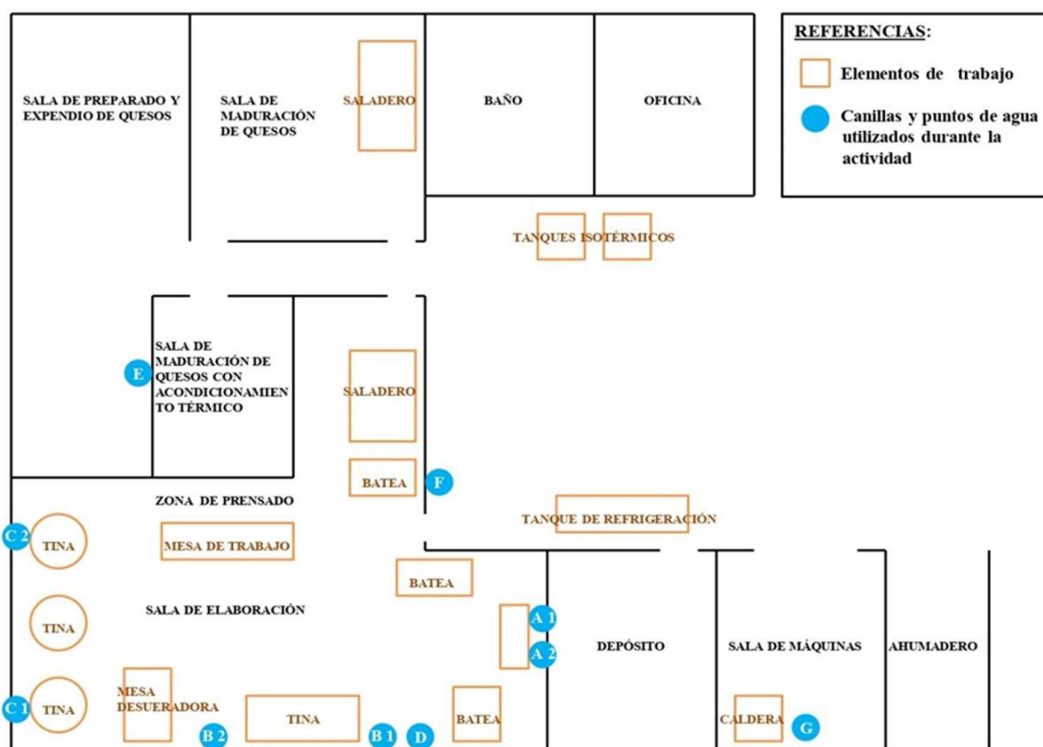 REFERENCIAS:
Elementos de trabajo
Canillas y puntos de agua
utilizados durante la
actividad
SALA DE PREPARADO Y
EXPENDIO DE QUESOS
SALA DE
MADURACIÓN
DE QUESOS
SALADERO
BAÑO
OFICINA
TANQUES ISOTÉRMICOS
E
SALA DE
MADURACIÓN DE
QUESOS CON
ACONDICIONAMIEN
TO TÉRMICO
SALADERO
BATEA
F
ZONA DE PRENSADO
C 2
TINA
MESA DE TRABAJO
TANQUE DE REFRIGERACIÓN
BATEA
SALA DE ELABORACIÓN
TINA
A 1
A 2
DEPÓSITO
SALA DE MÁQUINAS
AHUMADERO
C 1
TINA
MESA
DESUERADORA
B 2
TINA
B 1
D
BATEA
CALDERA
G